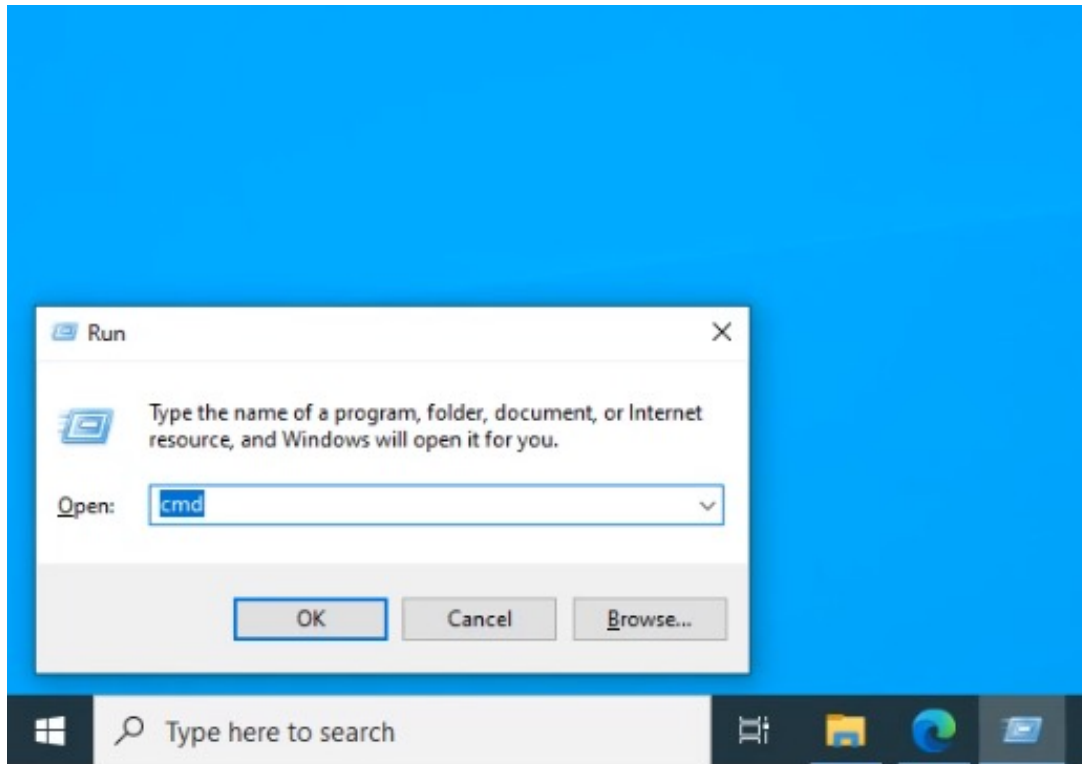 Run
Type the name of a program, folder, document, or Internet
resource, and Windows will open it for you.
Open: cmd
OK Cancel Browse...
Type here to search